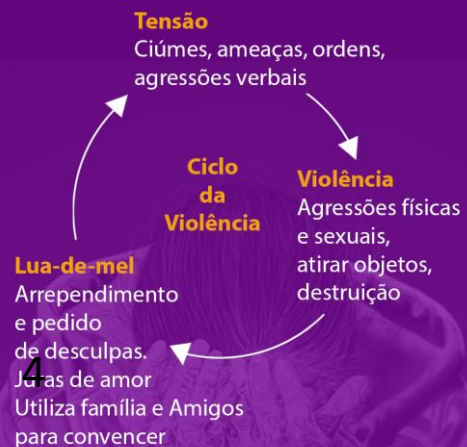 Tensão
Ciúmes, ameaças, ordens,
agressões verbais
Ciclo
da
Violência
Violência
Agressões físicas
e sexuais,
atirar objetos,
destruição
Lua-de-mel
Arrependimento
e pedido
de desculpas.
4
Juras de amor
Utiliza família e Amigos
para convencer